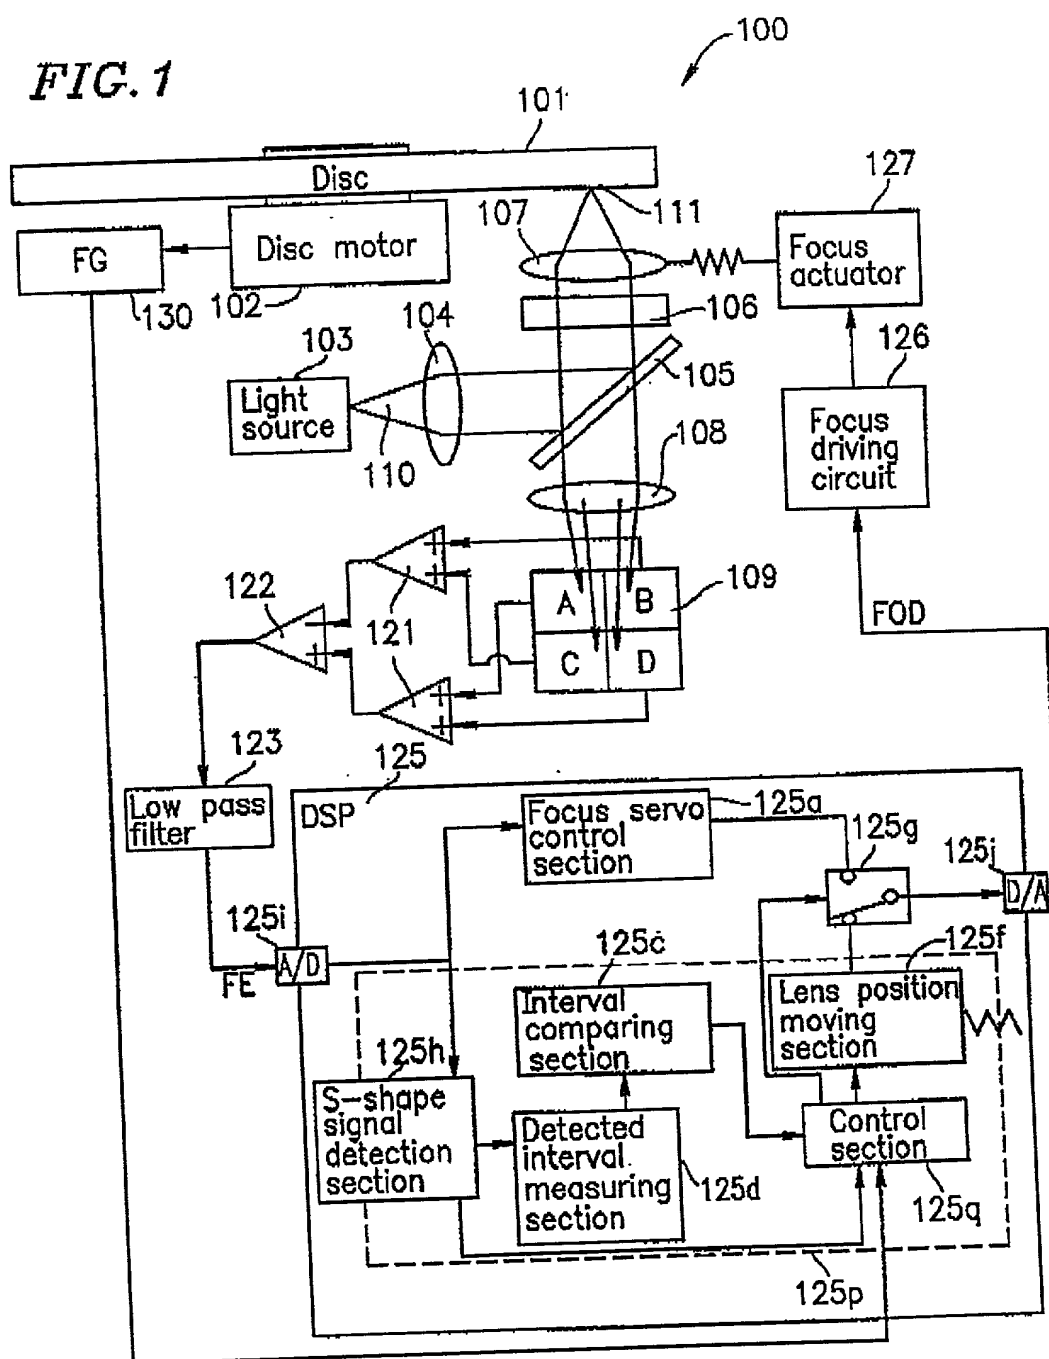 100
FIG. 1
101
Disc
127
111
107
Focus
actuator
FG
Disc motor
102
130
106
104
126
103
105
Light
source
Focus
driving
circuit
108
110
109
A B
122
121
C D
FOD
123
125
Low pass
filter
DSP
Focus servo
control
section
125a
125g
125j
D/A
125i
A/D
FE
125c
125f
Interval
comparing
section
Lens position
moving
section
125h
S-shape
signal
detection
section
Detected
interval
measuring
section
125d
Control
section
125q
125p